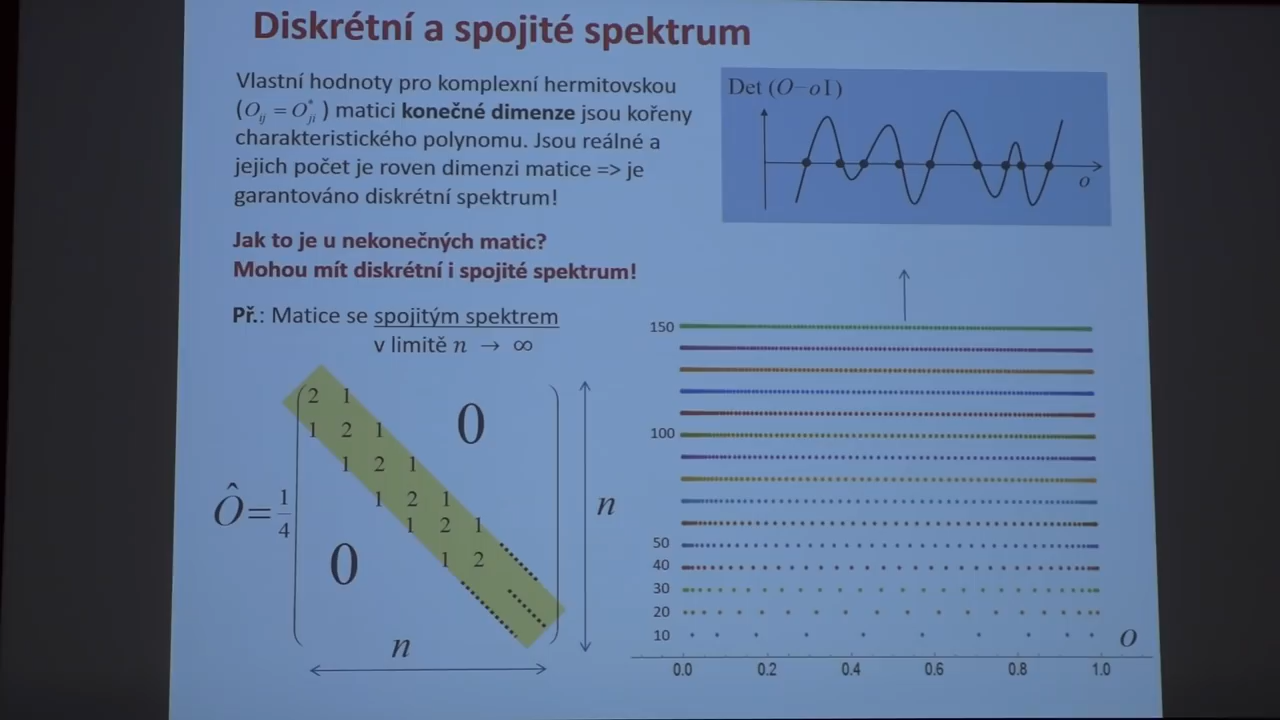 Diskrétní a spojité spektrum
Vlastní hodnoty pro komplexní hermitovskou
(O_ij = O*_ji) matici konečné dimenze jsou kořeny
charakteristického polynomu. Jsou reálné a
jejich počet je roven dimenzi matice => je
garantováno diskrétní spektrum!
Jak to je u nekonečných matic?
Mohou mít diskrétní i spojité spektrum!
Př.: Matice se spojitým spektrem
v limitě n → ∞
Det (O−o1)
o
Ô = 1/4
2 1
1 2 1
1 2 1
1 2 1
1 2 1
1 2
0
0
n
n
150
100
50
40
30
20
10
O
0.0 0.2 0.4 0.6 0.8 1.0